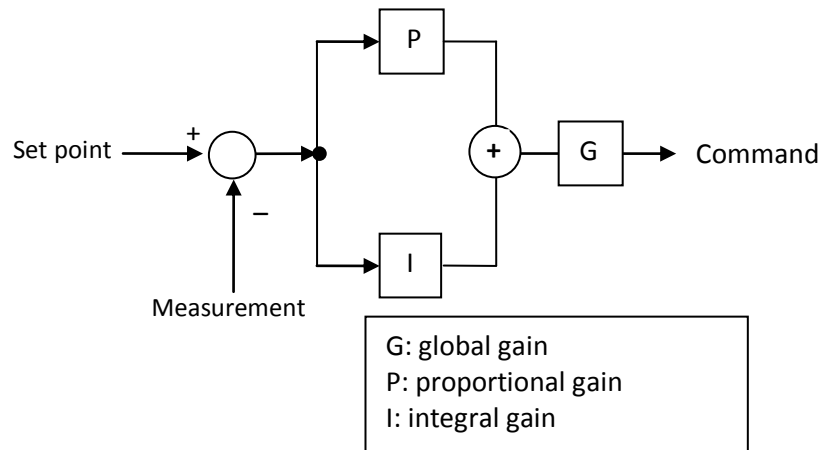 P
+
Set point
+
G
Command
–
I
Measurement
G: global gain
P: proportional gain
I: integral gain